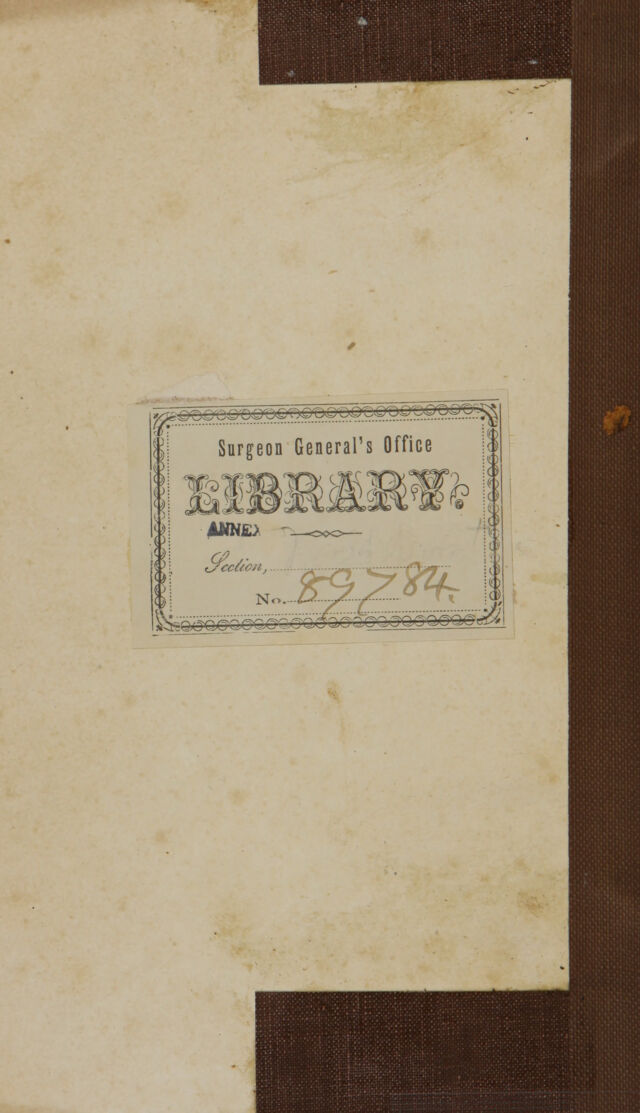 Surgeon General's Office
LIBRARY.
ANNEX
Section,
No. 89784.